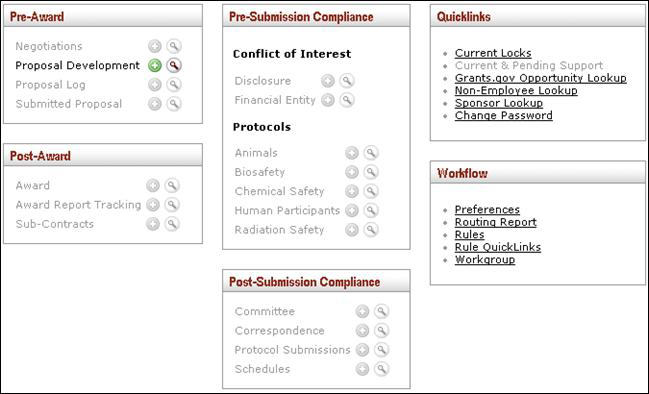 Pre-Award
Negotiations
Proposal Development
Proposal Log
Submitted Proposal
Post-Award
Award
Award Report Tracking
Sub-Contracts
Pre-Submission Compliance
Conflict of Interest
Disclosure
Financial Entity
Protocols
Animals
Biosafety
Chemical Safety
Human Participants
Radiation Safety
Post-Submission Compliance
Committee
Correspondence
Protocol Submissions
Schedules
Quicklinks
Current Locks
Current & Pending Support
Grants.gov Opportunity Lookup
Non-Employee Lookup
Sponsor Lookup
Change Password
Workflow
Preferences
Routing Report
Rules
Rule QuickLinks
Workgroup